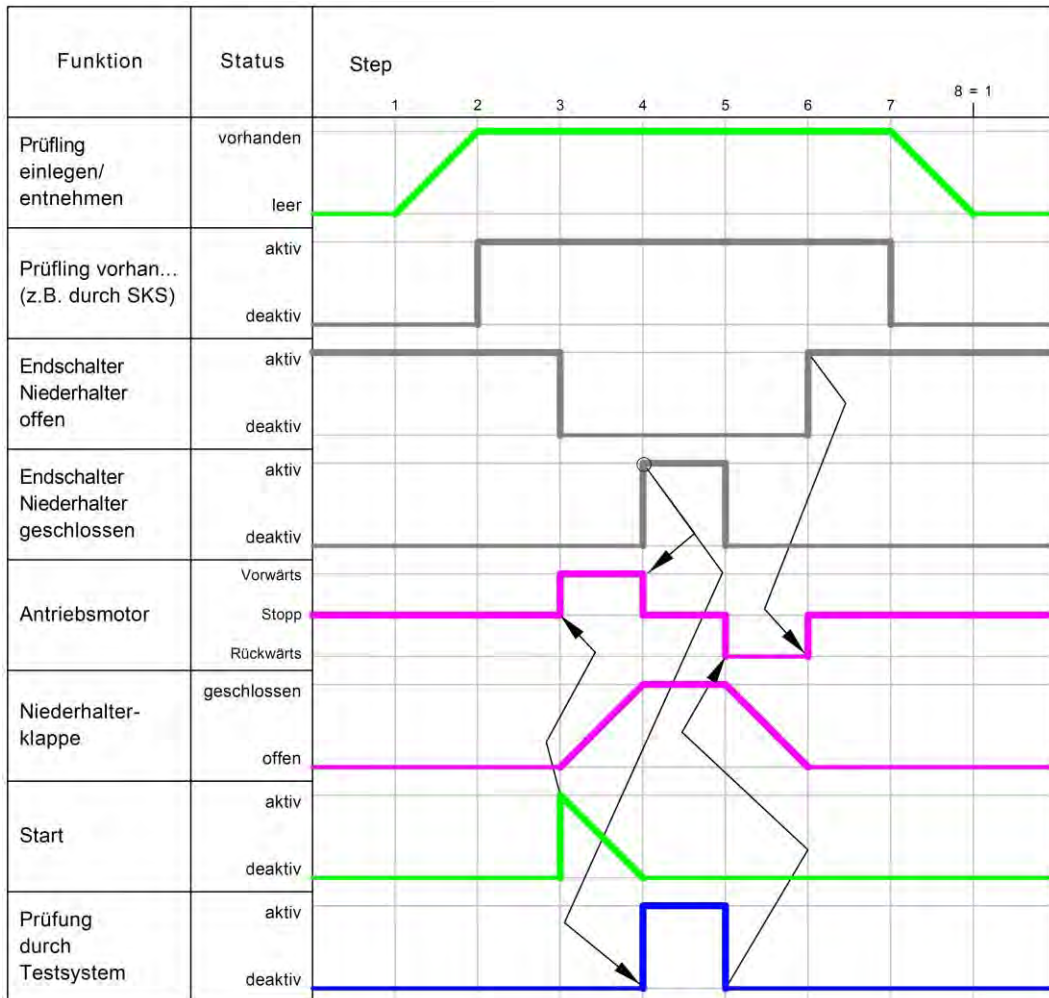 Funktion
Status
Step
1
2
3
4
5
6
7
8 = 1
Prüfling
einlegen/
entnehmen
vorhanden
leer
Prüfling vorhan...
(z.B. durch SKS)
aktiv
deaktiv
Endschalter
Niederhalter
offen
aktiv
deaktiv
Endschalter
Niederhalter
geschlossen
aktiv
deaktiv
Antriebsmotor
Vorwärts
Stopp
Rückwärts
Niederhalter-
klappe
geschlossen
offen
Start
aktiv
deaktiv
Prüfung
durch
Testsystem
aktiv
deaktiv